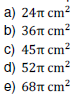 a) 24π cm²
b) 36π cm²
c) 45π cm²
d) 52π cm²
e) 68π cm²